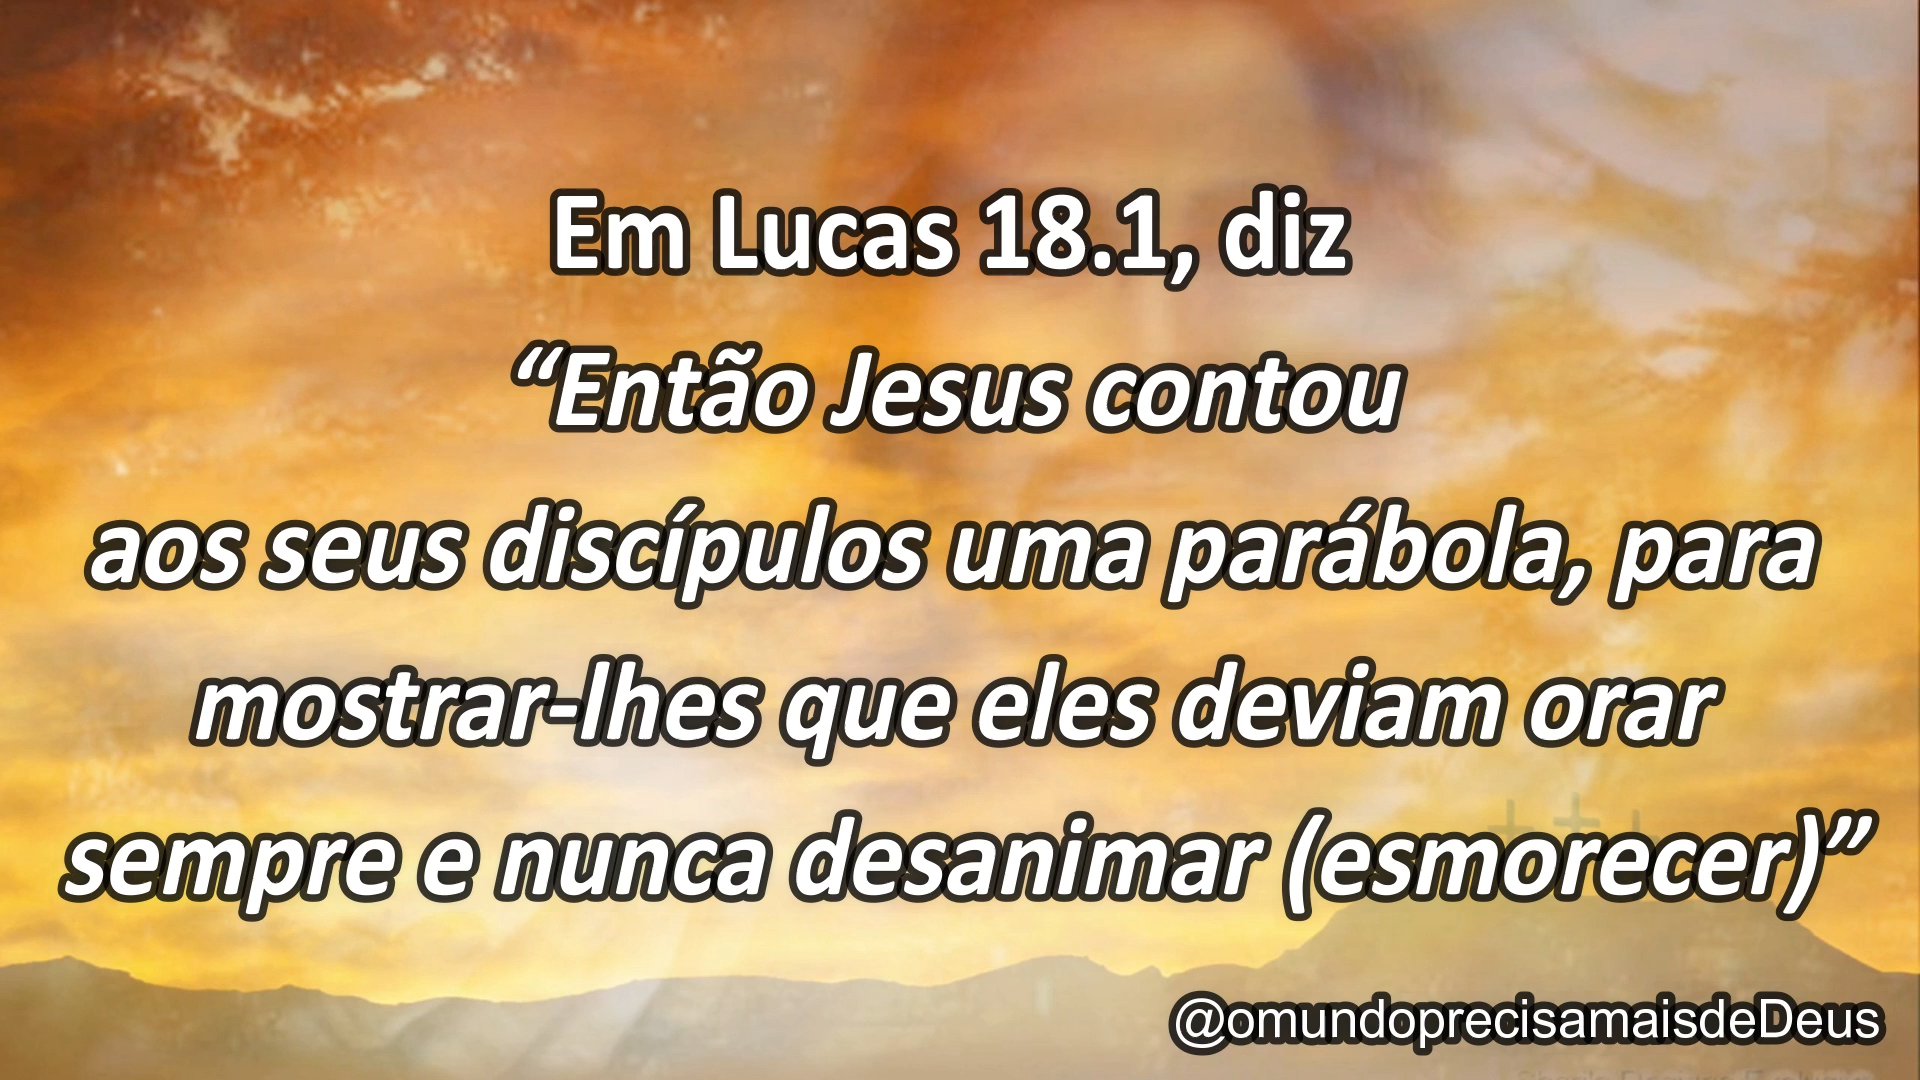 Em Lucas 18.1, diz
“Então Jesus contou
aos seus discípulos uma parábola, para
mostrar-lhes que eles deviam orar
sempre e nunca desanimar (esmorecer)”
@omundoprecisamaisdeDeus